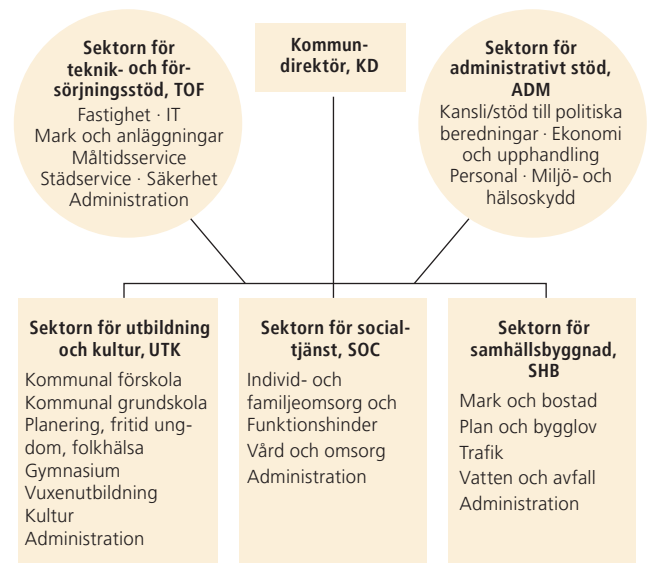 Sektorn för
teknik- och för-
sörjningsstöd, TOF
Fastighet · IT
Mark och anläggningar
Måltidsservice
Städservice · Säkerhet
Administration
Kommun-
direktör, KD
Sektorn för
administrativt stöd,
ADM
Kansli/stöd till politiska
beredningar · Ekonomi
och upphandling
Personal · Miljö- och
hälsoskydd
Sektorn för utbildning
och kultur, UTK
Kommunal förskola
Kommunal grundskola
Planering, fritid ung-
dom, folkhälsa
Gymnasium
Vuxenutbildning
Kultur
Administration
Sektorn för social-
tjänst, SOC
Individ- och
familjeomsorg och
Funktionshinder
Vård och omsorg
Administration
Sektorn för
samhällsbyggnad,
SHB
Mark och bostad
Plan och bygglov
Trafik
Vatten och avfall
Administration